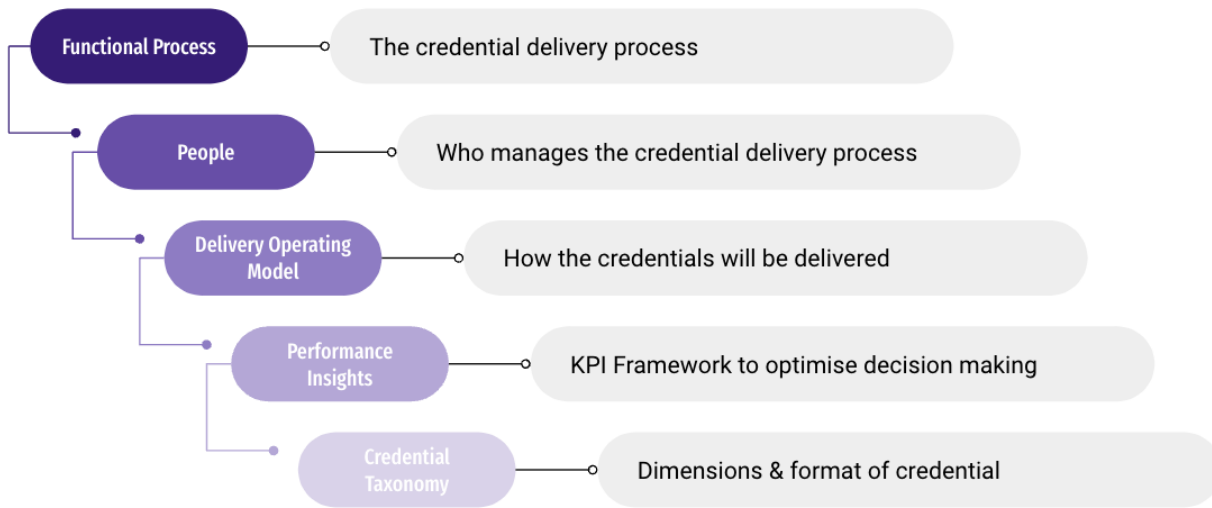 Functional Process
The credential delivery process
People
Who manages the credential delivery process
Delivery Operating
Model
How the credentials will be delivered
Performance
Insights
KPI Framework to optimise decision making
Credential
Taxonomy
Dimensions & format of credential